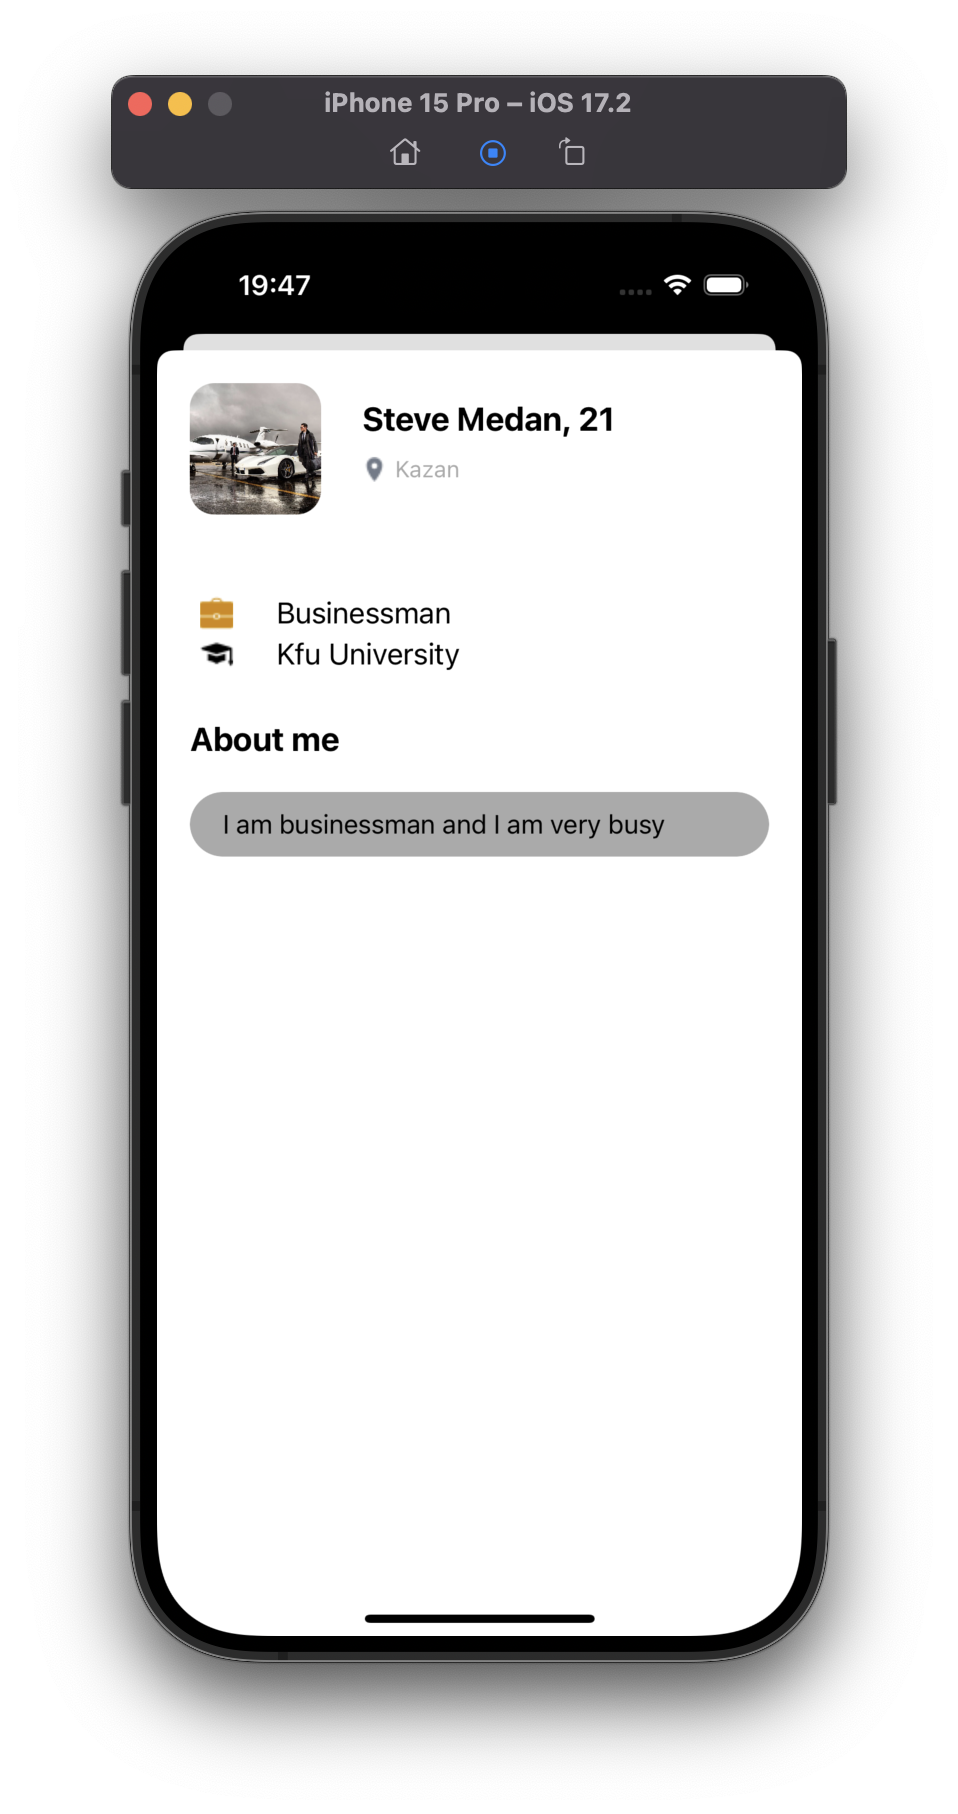 iPhone 15 Pro – iOS 17.2
19:47
Steve Medan, 21
Kazan
Businessman
Kfu University
About me
I am businessman and I am very busy